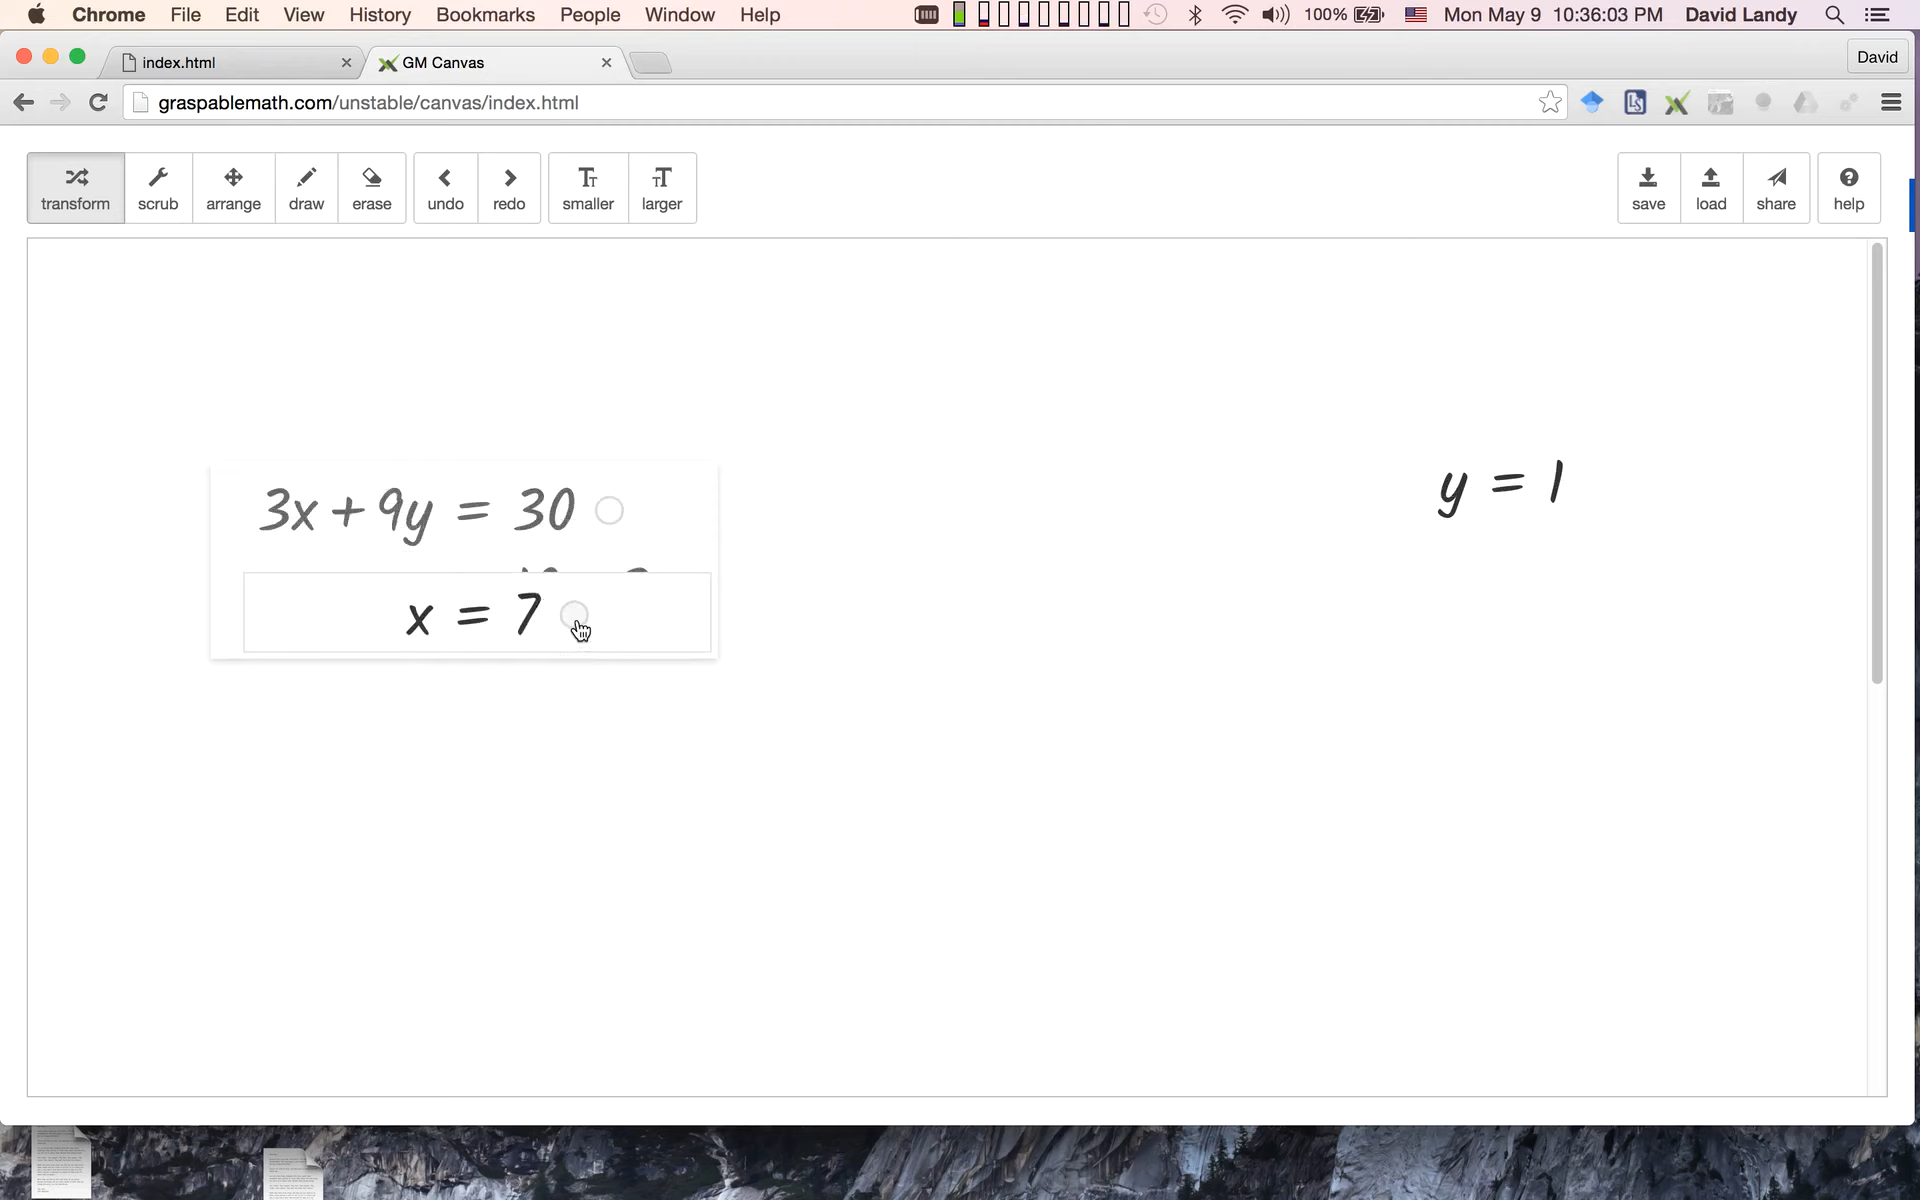 Chrome File Edit View History Bookmarks People Window Help 100% Mon May 9 10:36:03 PM David Landy
index.html GM Canvas David
graspablemath.com/unstable/canvas/index.html
transform scrub arrange draw erase undo redo smaller larger save load share help
y = 1
3x + 9y = 30
x = 7